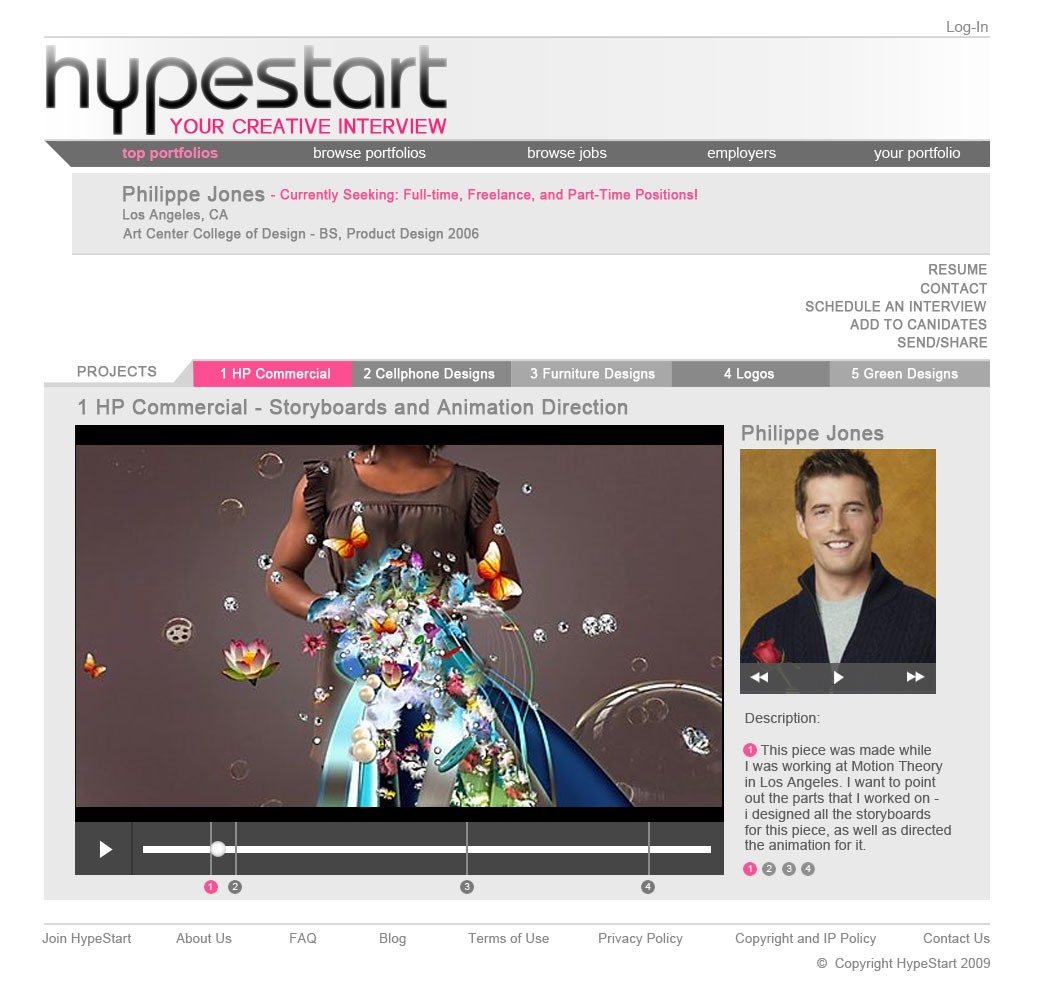 Log-In
hypestart
YOUR CREATIVE INTERVIEW
top portfolios browse portfolios browse jobs employers your portfolio
Philippe Jones - Currently Seeking: Full-time, Freelance, and Part-Time Positions!
Los Angeles, CA
Art Center College of Design - BS, Product Design 2006
RESUME
CONTACT
SCHEDULE AN INTERVIEW
ADD TO CANIDATES
SEND/SHARE
PROJECTS 1 HP Commercial 2 Cellphone Designs 3 Furniture Designs 4 Logos 5 Green Designs
1 HP Commercial - Storyboards and Animation Direction
Philippe Jones
Description:
1 This piece was made while
I was working at Motion Theory
in Los Angeles. I want to point
out the parts that I worked on -
i designed all the storyboards
for this piece, as well as directed
the animation for it.
1 2 3 4
1 2 3 4
Join HypeStart About Us FAQ Blog Terms of Use Privacy Policy Copyright and IP Policy Contact Us
© Copyright HypeStart 2009